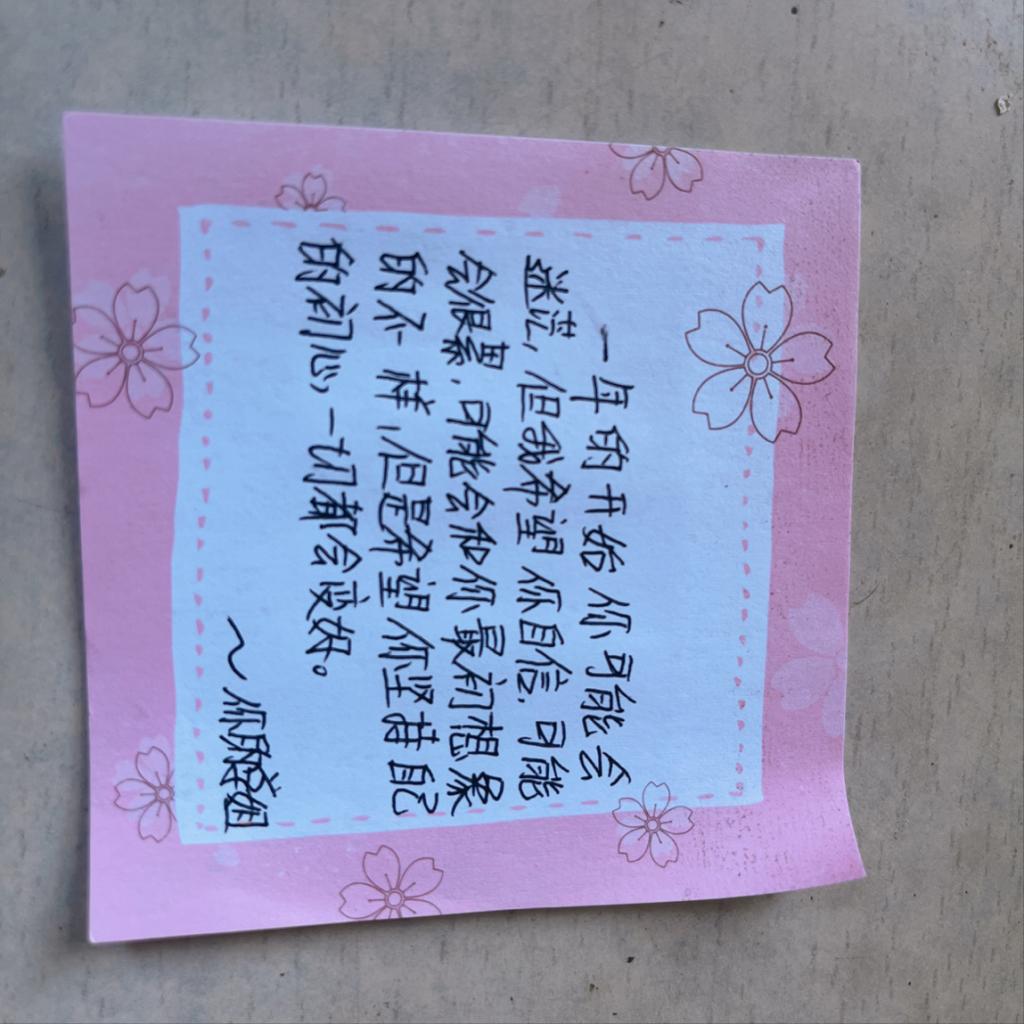 一年的开始你可能会
迷茫，但我希望你自信，可能
会很累，可能会和你最初想象
的不一样，但是希望你坚持自己
的初心，一切都会变好。
～你